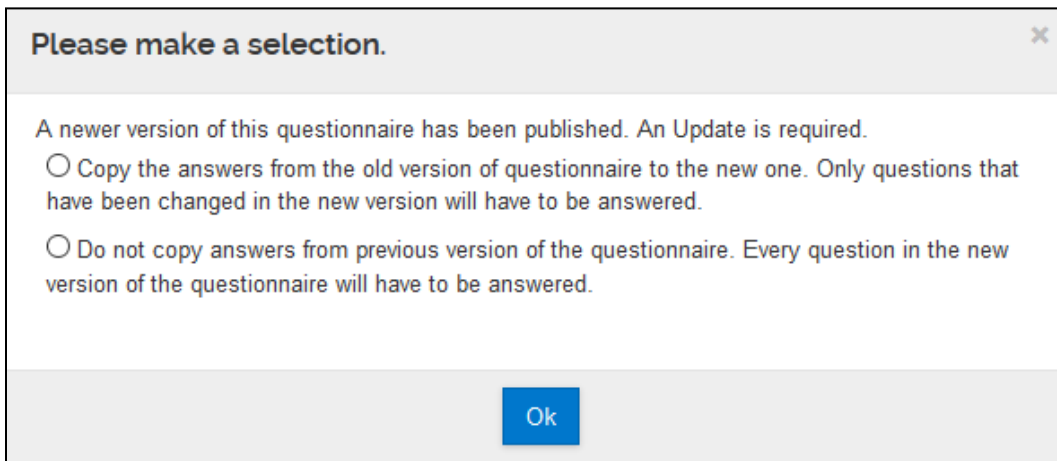 Please make a selection.
×
A newer version of this questionnaire has been published. An Update is required.
Copy the answers from the old version of questionnaire to the new one. Only questions that
have been changed in the new version will have to be answered.
Do not copy answers from previous version of the questionnaire. Every question in the new
version of the questionnaire will have to be answered.
Ok